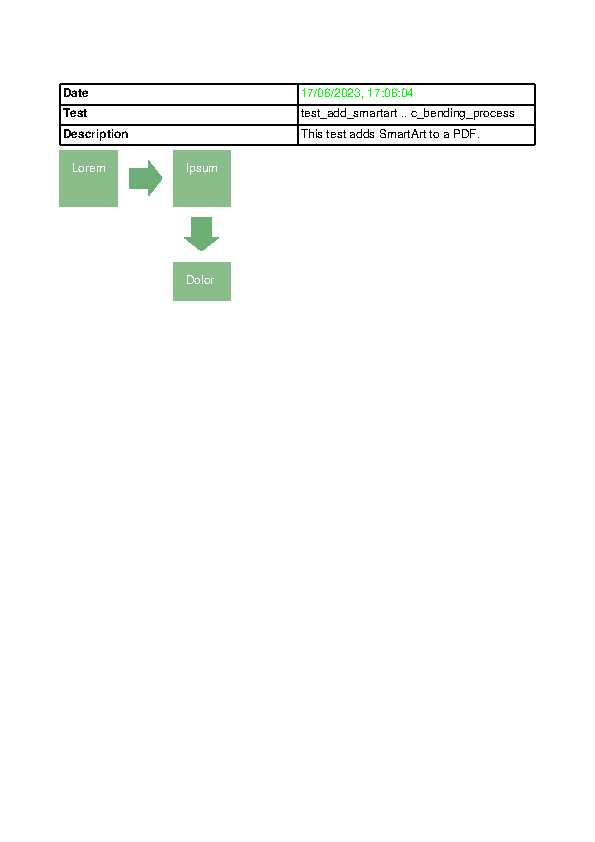 Date 17/06/2023, 17:06:04
Test test_add_smartart .. c_bending_process
Description This test adds SmartArt to a PDF.
Lorem Ipsum
Dolor